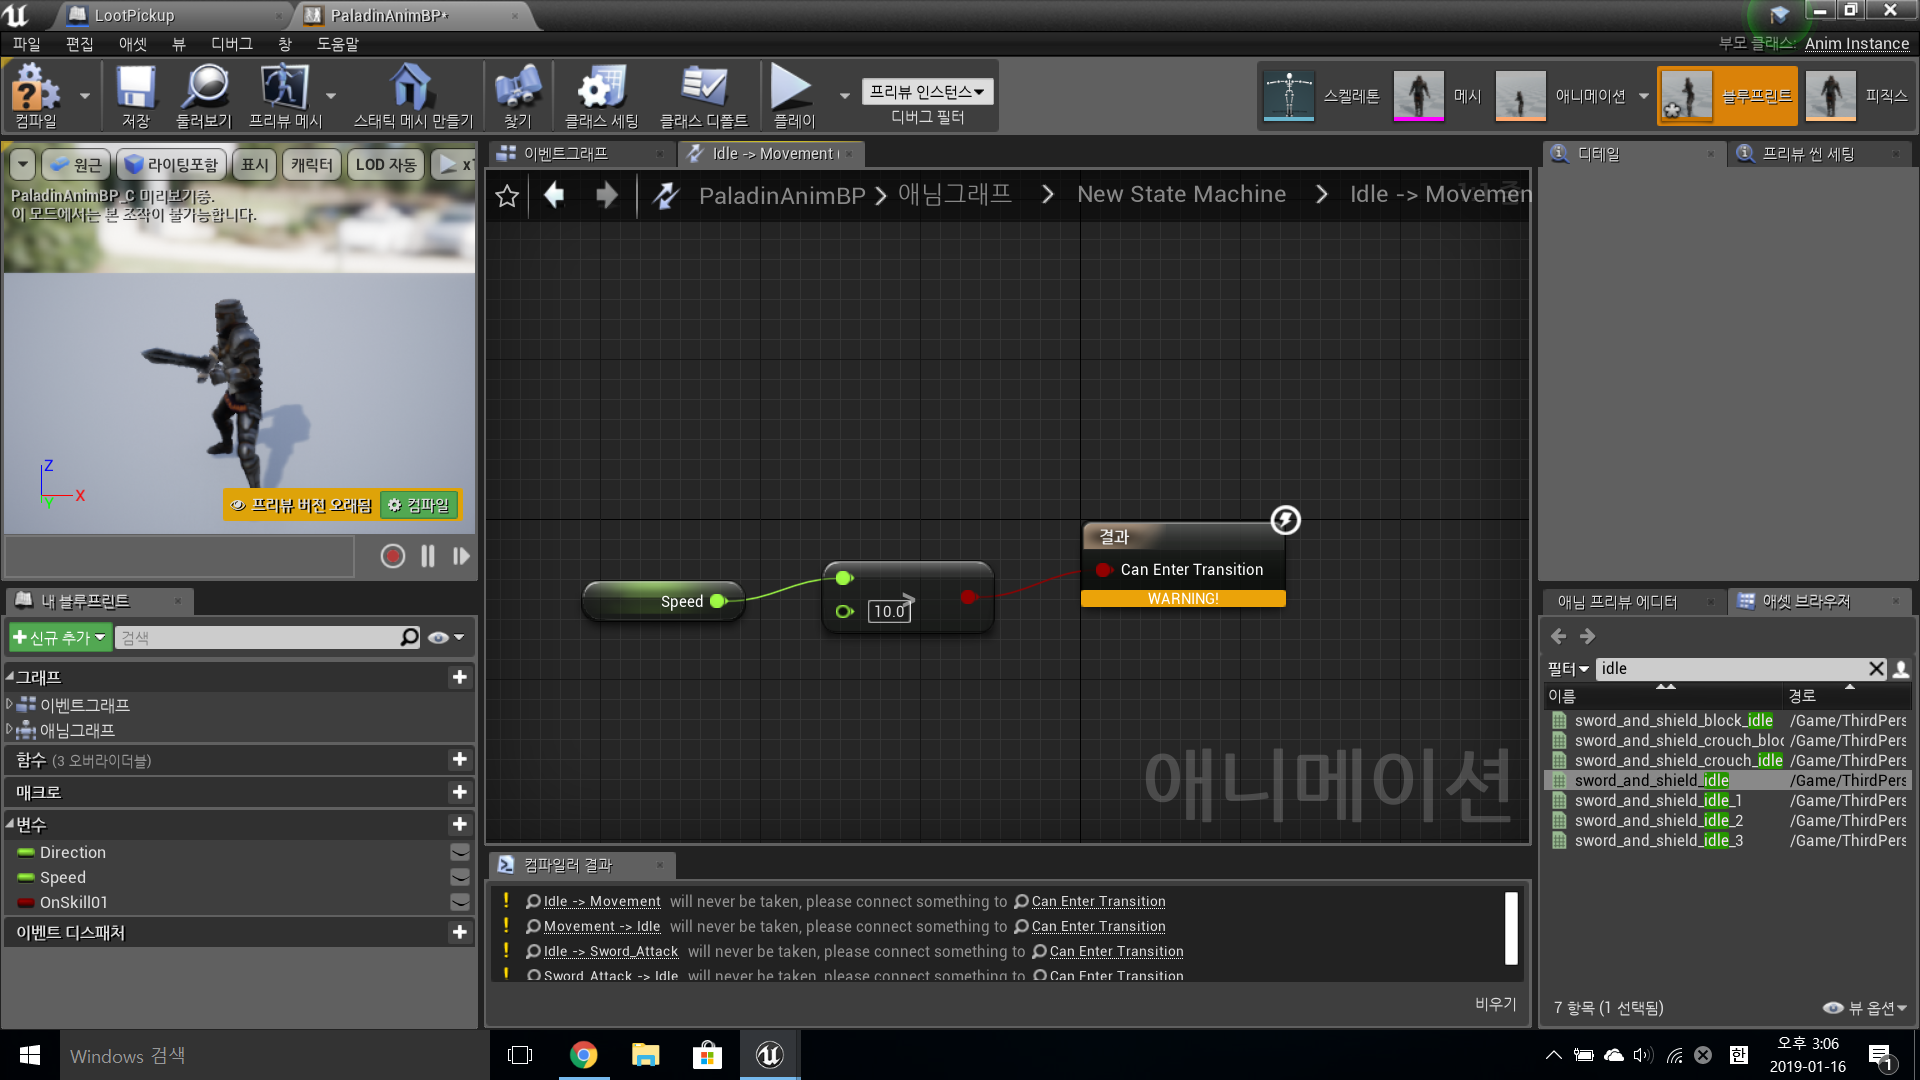 LootPickup
PaladinAnimBP*
파일 편집 애셋 뷰 디버그 창 도움말
부모 클래스: Anim Instance
컴파일
저장
둘러보기
프리뷰 메시
스태틱 메시 만들기
찾기
클래스 세팅
클래스 디폴트
플레이
프리뷰 인스턴스
디버그 필터
스켈레톤
메시
애니메이션
블루프린트
피직스
원근 라이팅포함 표시 캐릭터 LOD 자동
PaladinAnimBP_C 미리보기중.
이 모드에서는 본 조작이 불가능합니다.
Z
X
Y
프리뷰 버전 오래됨 컴파일
이벤트그래프
Idle -> Movement
PaladinAnimBP > 애님그래프 > New State Machine > Idle -> Movemen
Speed
10.0
>
결과
Can Enter Transition
WARNING!
애니메이션
디테일
프리뷰 씬 세팅
내 블루프린트
+신규 추가 검색
그래프
이벤트그래프
애님그래프
함수 (3 오버라이더블)
매크로
변수
Direction
Speed
OnSkill01
이벤트 디스패처
컴파일러 결과
Idle -> Movement will never be taken, please connect something to Can Enter Transition
Movement -> Idle will never be taken, please connect something to Can Enter Transition
Idle -> Sword_Attack will never be taken, please connect something to Can Enter Transition
Sword_Attack -> Idle will never be taken, please connect something to Can Enter Transition
비우기
애님 프리뷰 에디터
애셋 브라우저
필터 idle
이름 경로
sword_and_shield_block_idle /Game/ThirdPers
sword_and_shield_crouch_bloc /Game/ThirdPers
sword_and_shield_crouch_idle /Game/ThirdPers
sword_and_shield_idle /Game/ThirdPers
sword_and_shield_idle_1 /Game/ThirdPers
sword_and_shield_idle_2 /Game/ThirdPers
sword_and_shield_idle_3 /Game/ThirdPers
7 항목 (1 선택됨) 뷰 옵션
Windows 검색
한
오후 3:06
2019-01-16
1